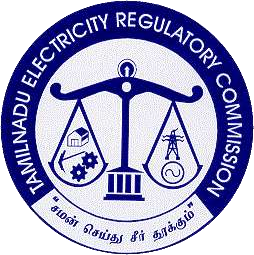 TAMILNADU ELECTRICITY REGULATORY COMMISSION
"சமன் செய்து சீர் தூக்கும்"